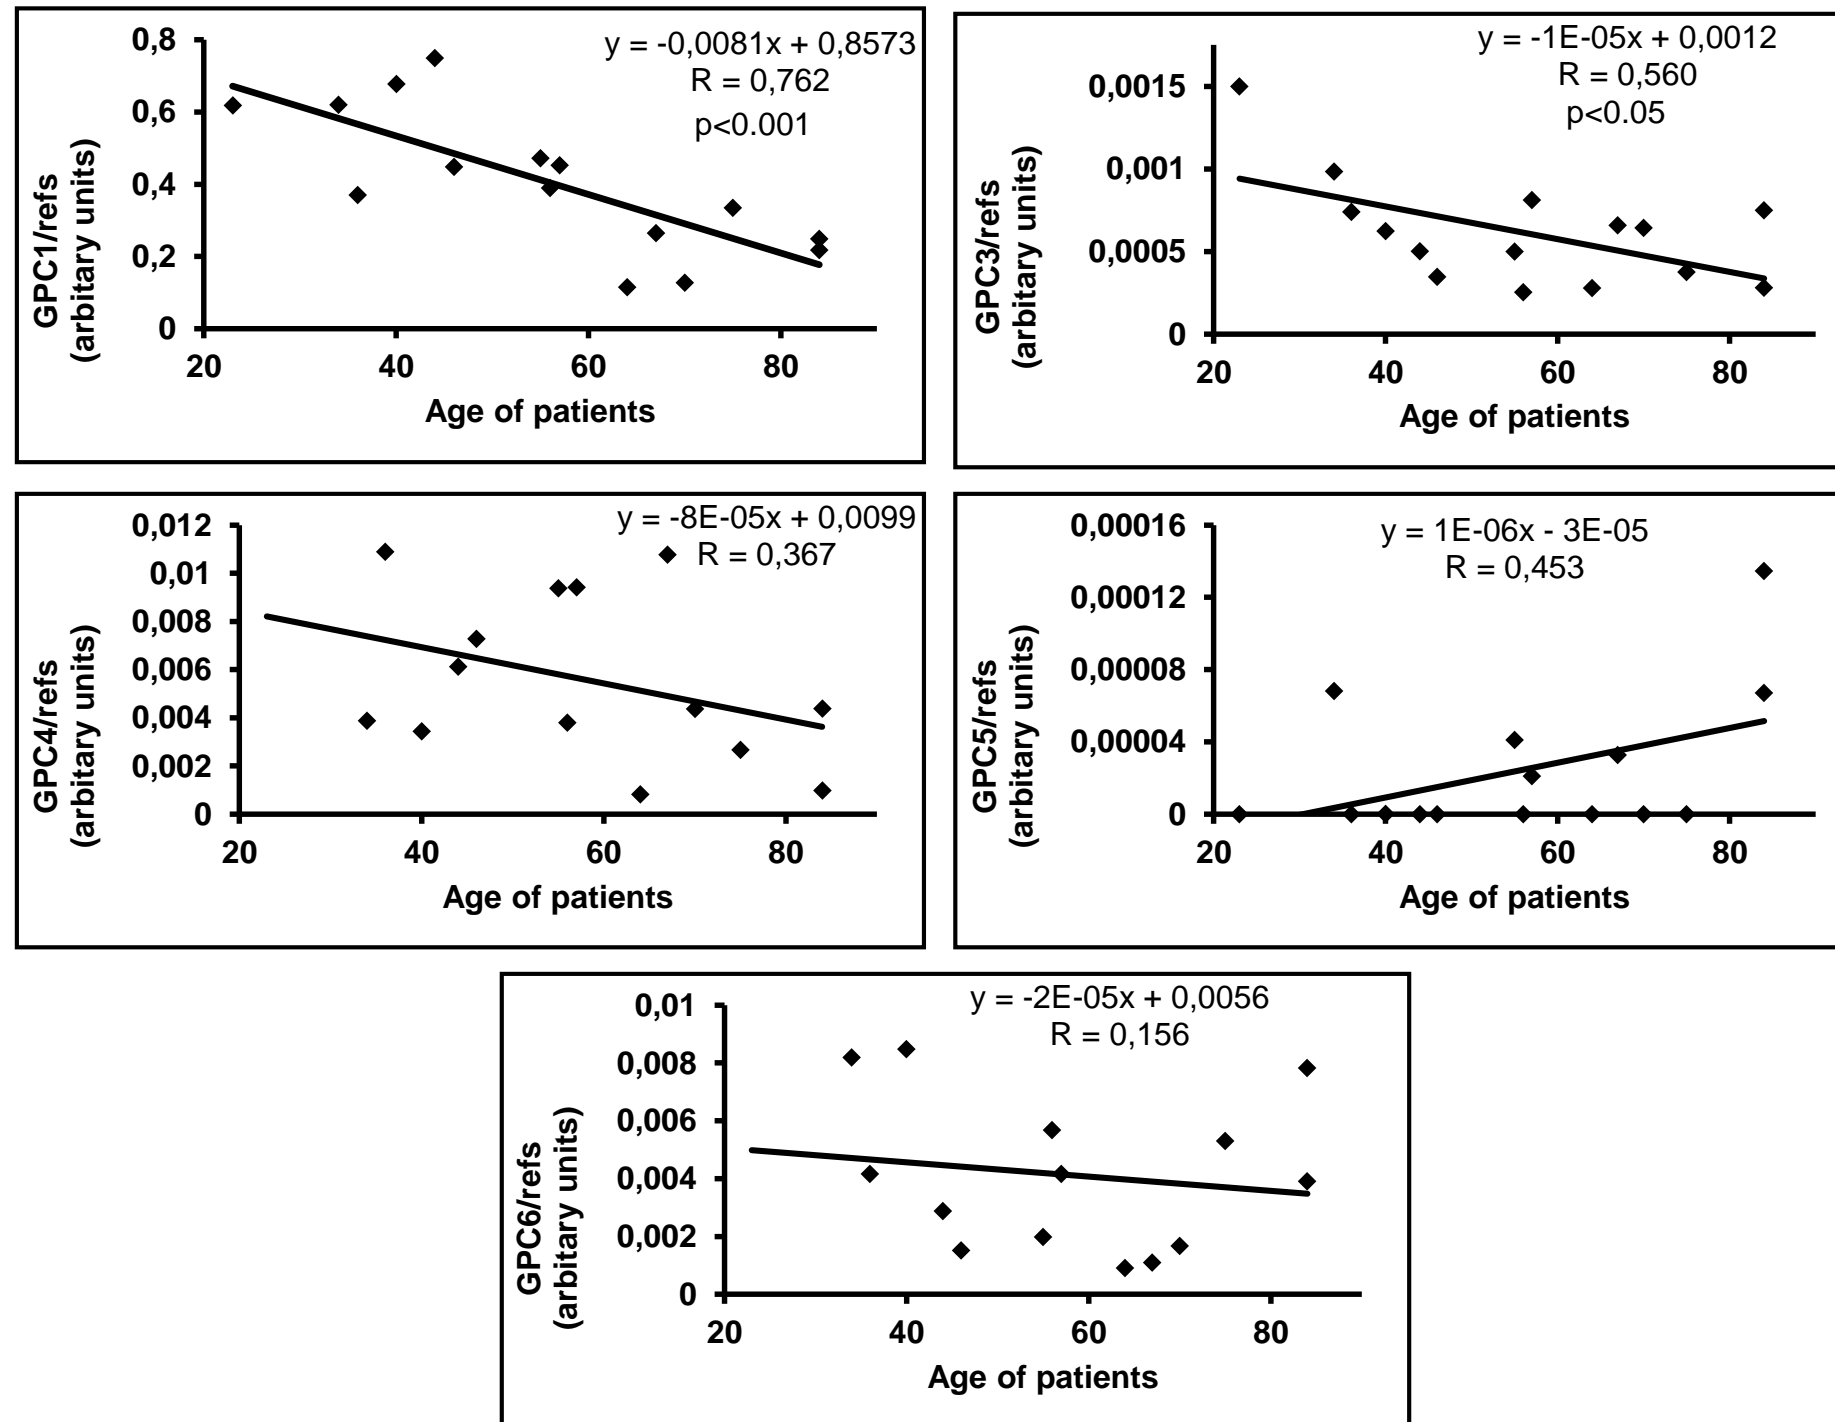 y = -0,0081x + 0,8573
R = 0,762
p<0.001
0,8
0,6
0,4
0,2
0
20 40 60 80
GPC1/refs
(arbitary units)
Age of patients
y = -1E-05x + 0,0012
R = 0,560
p<0.05
0,0015
0,001
0,0005
0
20 40 60 80
GPC3/refs
(arbitary units)
Age of patients
y = -8E-05x + 0,0099
R = 0,367
0,012
0,01
0,008
0,006
0,004
0,002
0
20 40 60 80
GPC4/refs
(arbitary units)
Age of patients
y = 1E-06x - 3E-05
R = 0,453
0,00016
0,00012
0,00008
0,00004
0
20 40 60 80
GPC5/refs
(arbitary units)
Age of patients
y = -2E-05x + 0,0056
R = 0,156
0,01
0,008
0,006
0,004
0,002
0
20 40 60 80
GPC6/refs
(arbitary units)
Age of patients